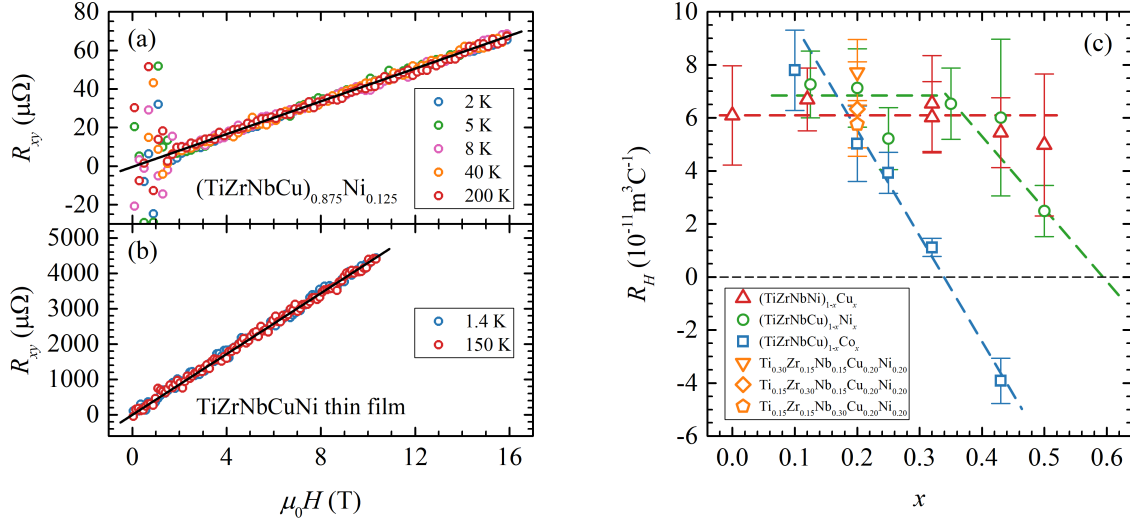 (a)
R_xy (μΩ)
80
60
40
20
0
-20
2 K
5 K
8 K
40 K
200 K
(TiZrNbCu)_0.875Ni_0.125
(b)
R_xy (μΩ)
5000
4000
3000
2000
1000
0
1.4 K
150 K
TiZrNbCuNi thin film
0 4 8 12 16
μ_0H (T)
(c)
R_H (10^-11m^3C^-1)
10
8
6
4
2
0
-2
-4
-6
(TiZrNbNi)_1-xCu_x
(TiZrNbCu)_1-xNi_x
(TiZrNbCu)_1-xCo_x
Ti_0.30Zr_0.15Nb_0.15Cu_0.20Ni_0.20
Ti_0.15Zr_0.30Nb_0.15Cu_0.20Ni_0.20
Ti_0.15Zr_0.15Nb_0.30Cu_0.20Ni_0.20
0.0 0.1 0.2 0.3 0.4 0.5 0.6
x